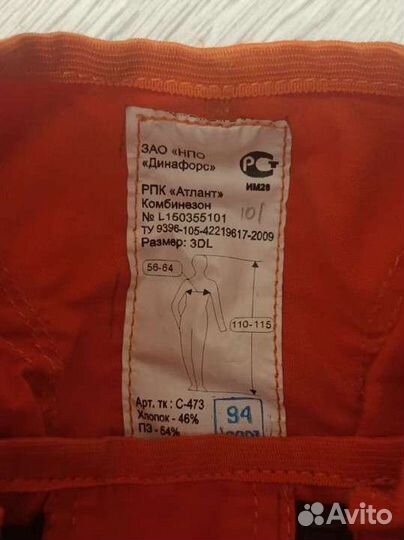 ЗАО «НПО
«Динафорс»
РСТ
ИМ28
РПК «Атлант»
Комбинезон
№ L150355101
101
ТУ 9396-105-42219617-2009
Размер: 3DL
56-64
110-115
Арт. тк : С-473
Хлопок - 46%
ПЭ - 54%
94
Avito